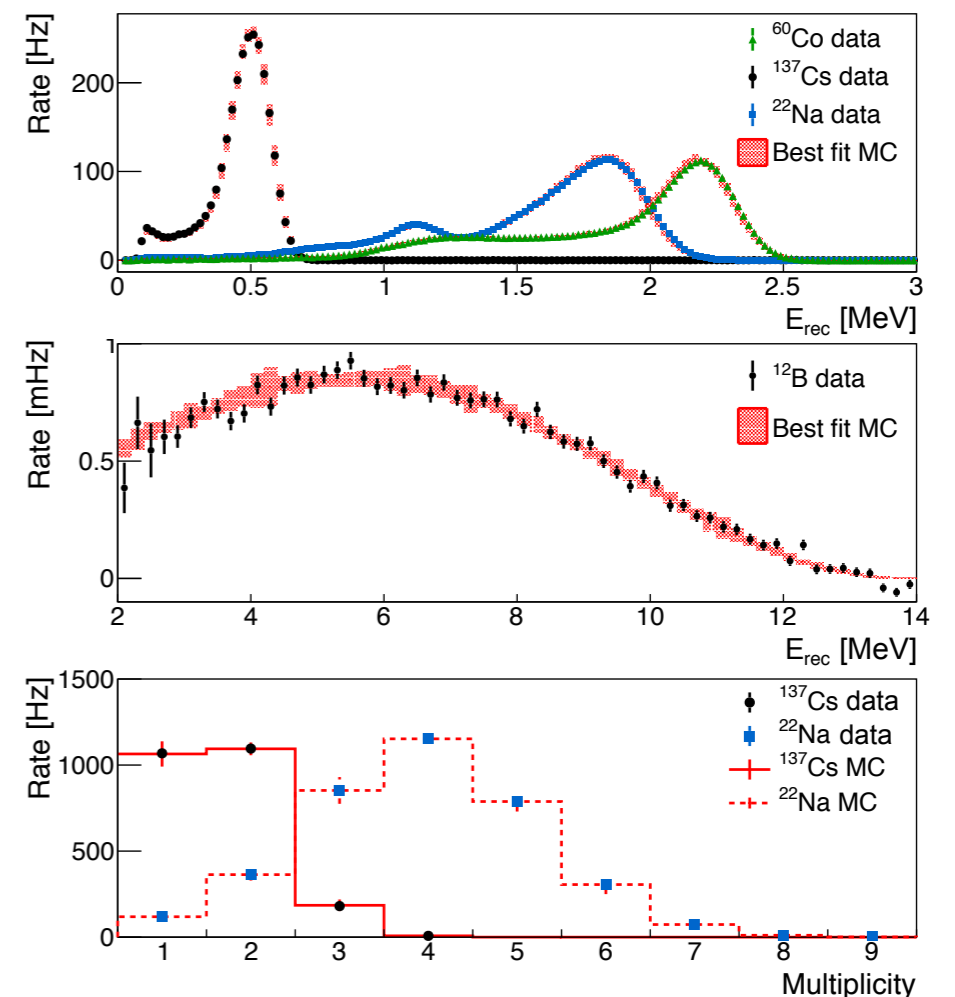 Rate [Hz]
200
100
0
⁶⁰Co data
¹³⁷Cs data
²²Na data
Best fit MC
0 0.5 1 1.5 2 2.5 3
E_rec [MeV]
Rate [mHz]
1
0.5
0
¹²B data
Best fit MC
2 4 6 8 10 12 14
E_rec [MeV]
Rate [Hz]
1500
1000
500
0
¹³⁷Cs data
²²Na data
¹³⁷Cs MC
²²Na MC
1 2 3 4 5 6 7 8 9
Multiplicity